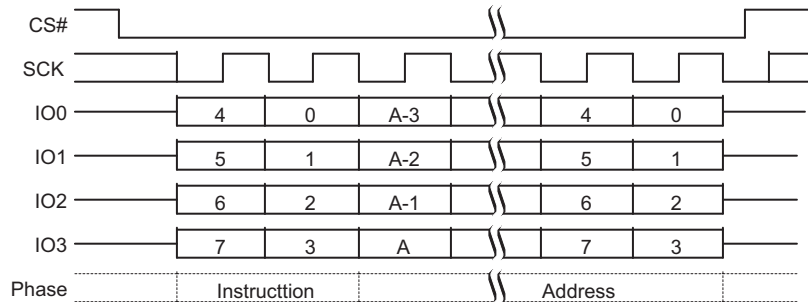 CS#
SCK
IO0 4 0 A-3 4 0
IO1 5 1 A-2 5 1
IO2 6 2 A-1 6 2
IO3 7 3 A 7 3
Phase Instructtion Address